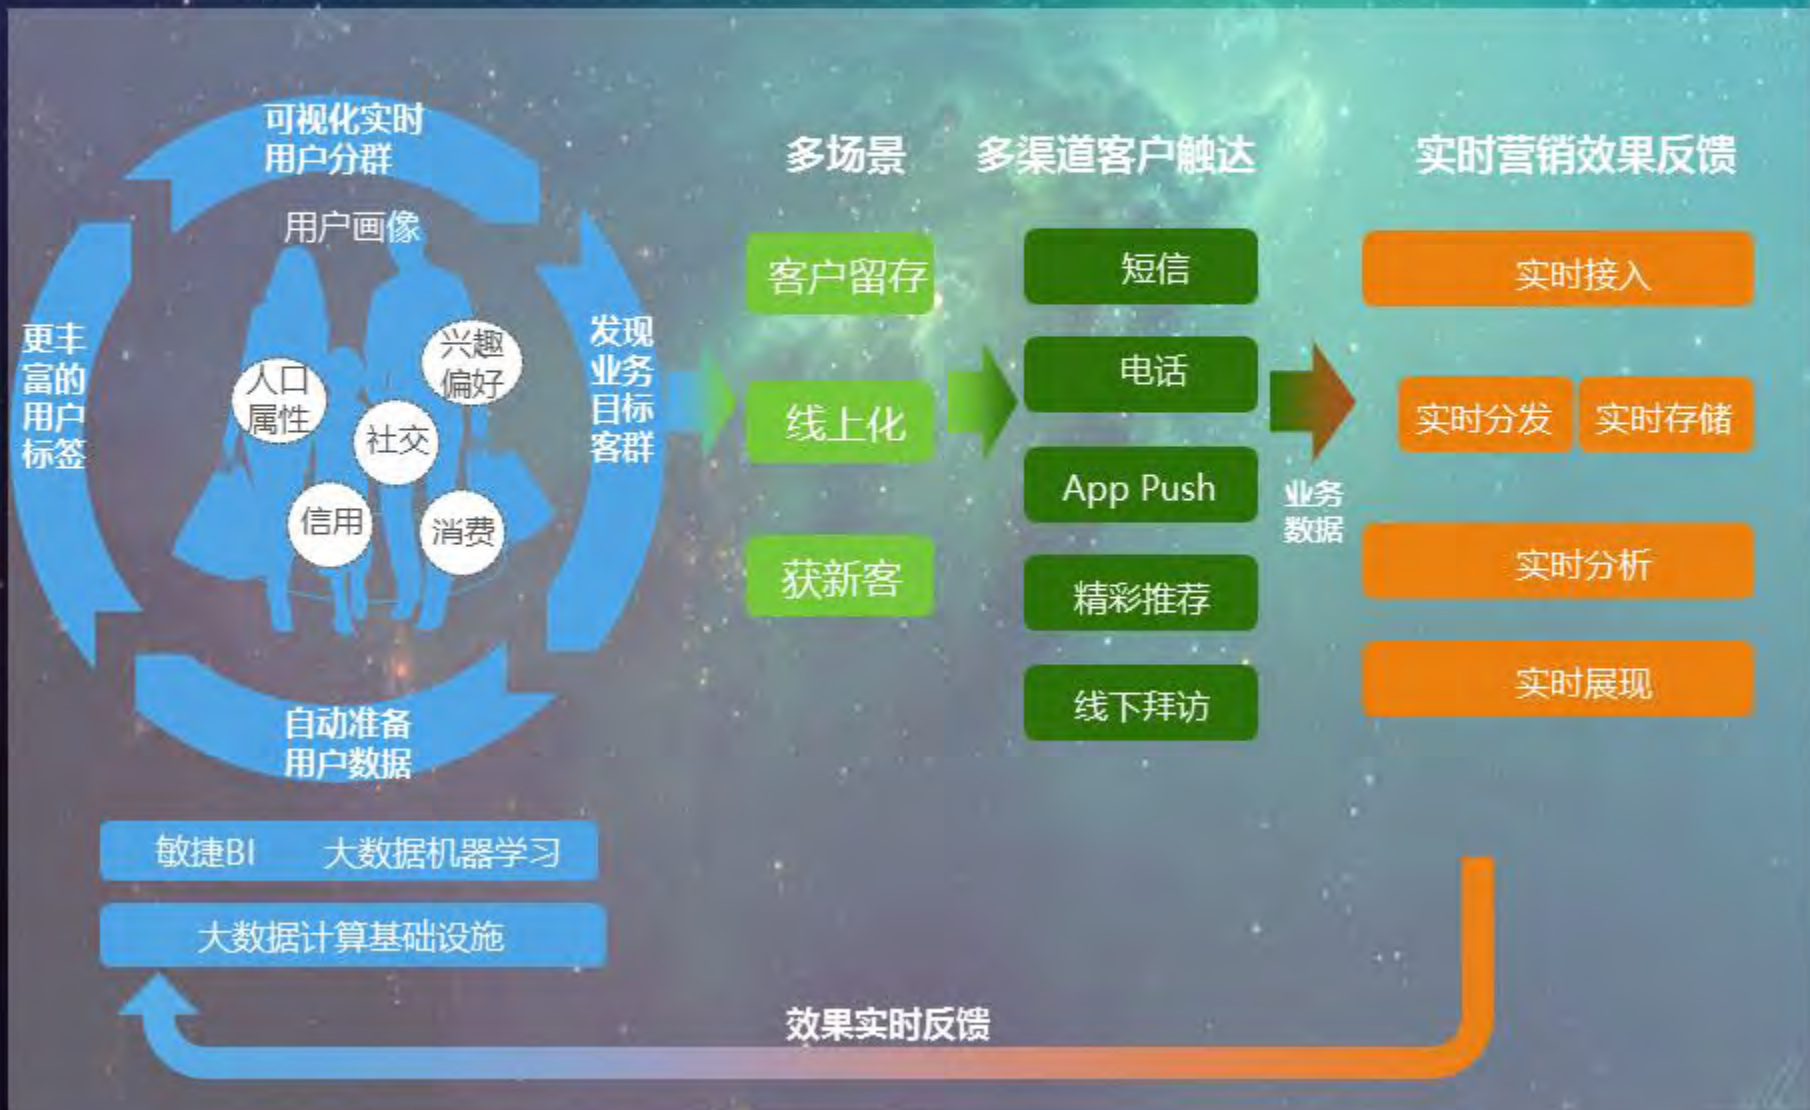 可视化实时
用户分群
用户画像
更丰
富的
用户
标签
人口
属性
兴趣
偏好
社交
信用
消费
发现
业务
目标
客群
自动准备
用户数据
敏捷BI 大数据机器学习
大数据计算基础设施
多场景
客户留存
线上化
获新客
多渠道客户触达
短信
电话
App Push
精彩推荐
线下拜访
业务
数据
实时营销效果反馈
实时接入
实时分发 实时存储
实时分析
实时展现
效果实时反馈